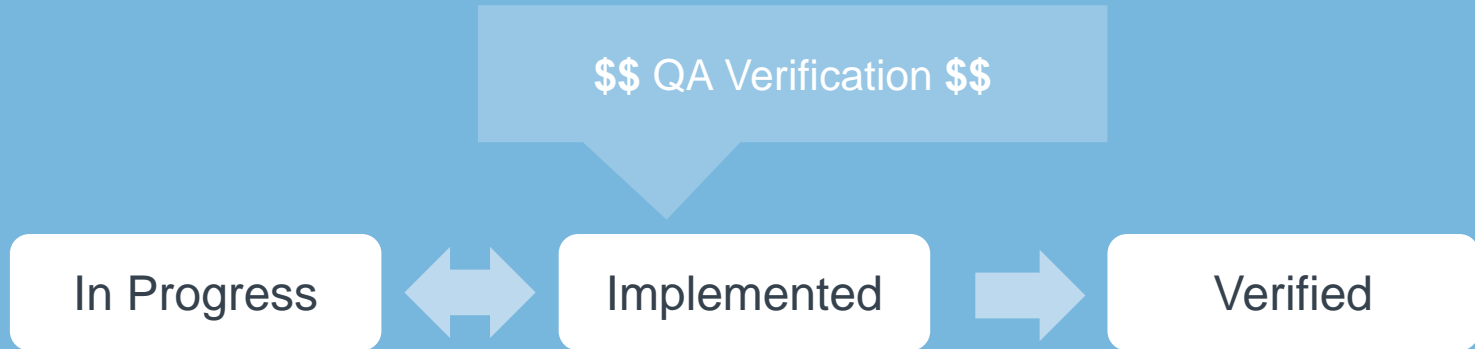 $$ QA Verification $$
In Progress
Implemented
Verified